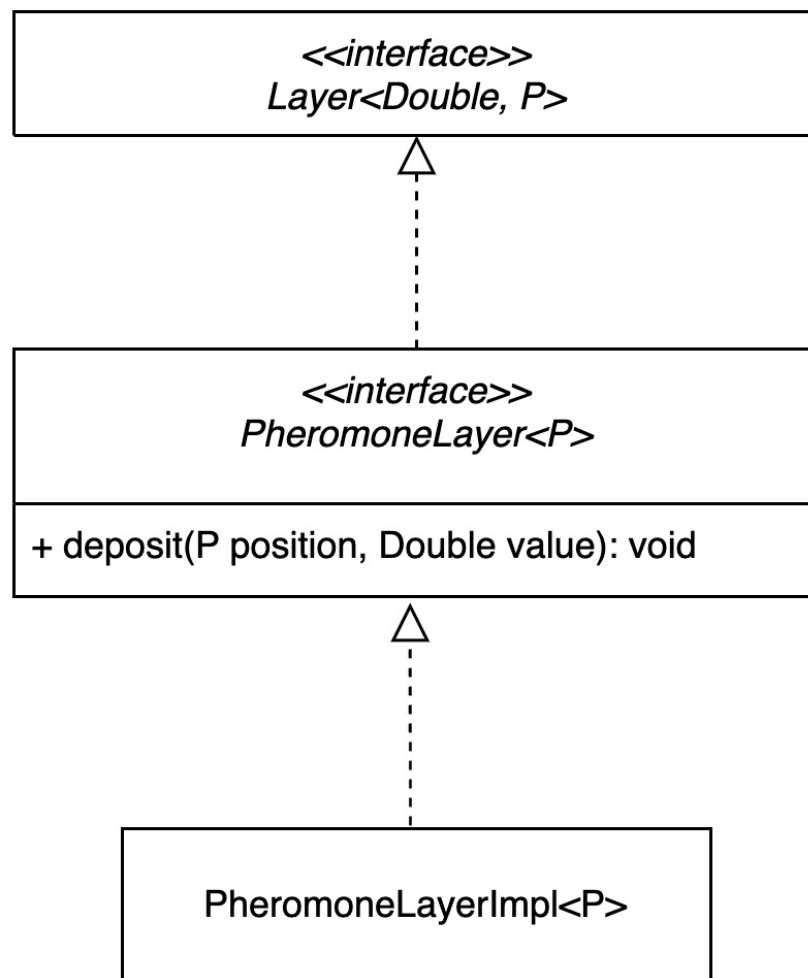 <<interface>>
Layer<Double, P>
<<interface>>
PheromoneLayer<P>
+ deposit(P position, Double value): void
PheromoneLayerImpl<P>